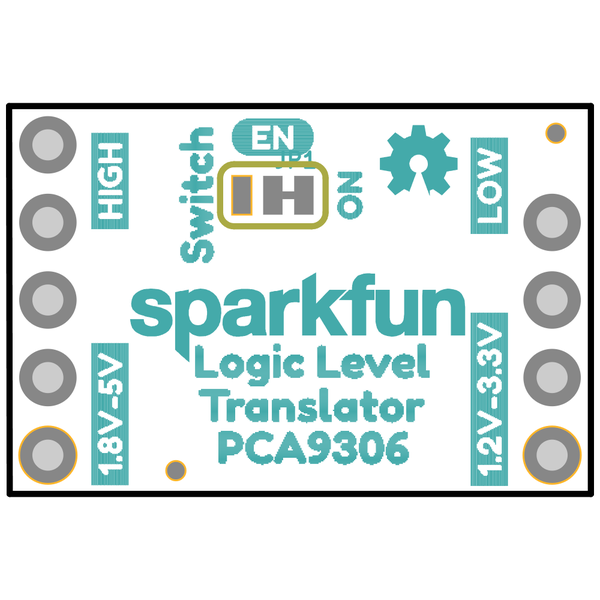 EN
JP1
Switch
ON
HIGH
LOW
sparkfun
Logic Level
Translator
PCA9306
1.8V-5V
1.2V-3.3V